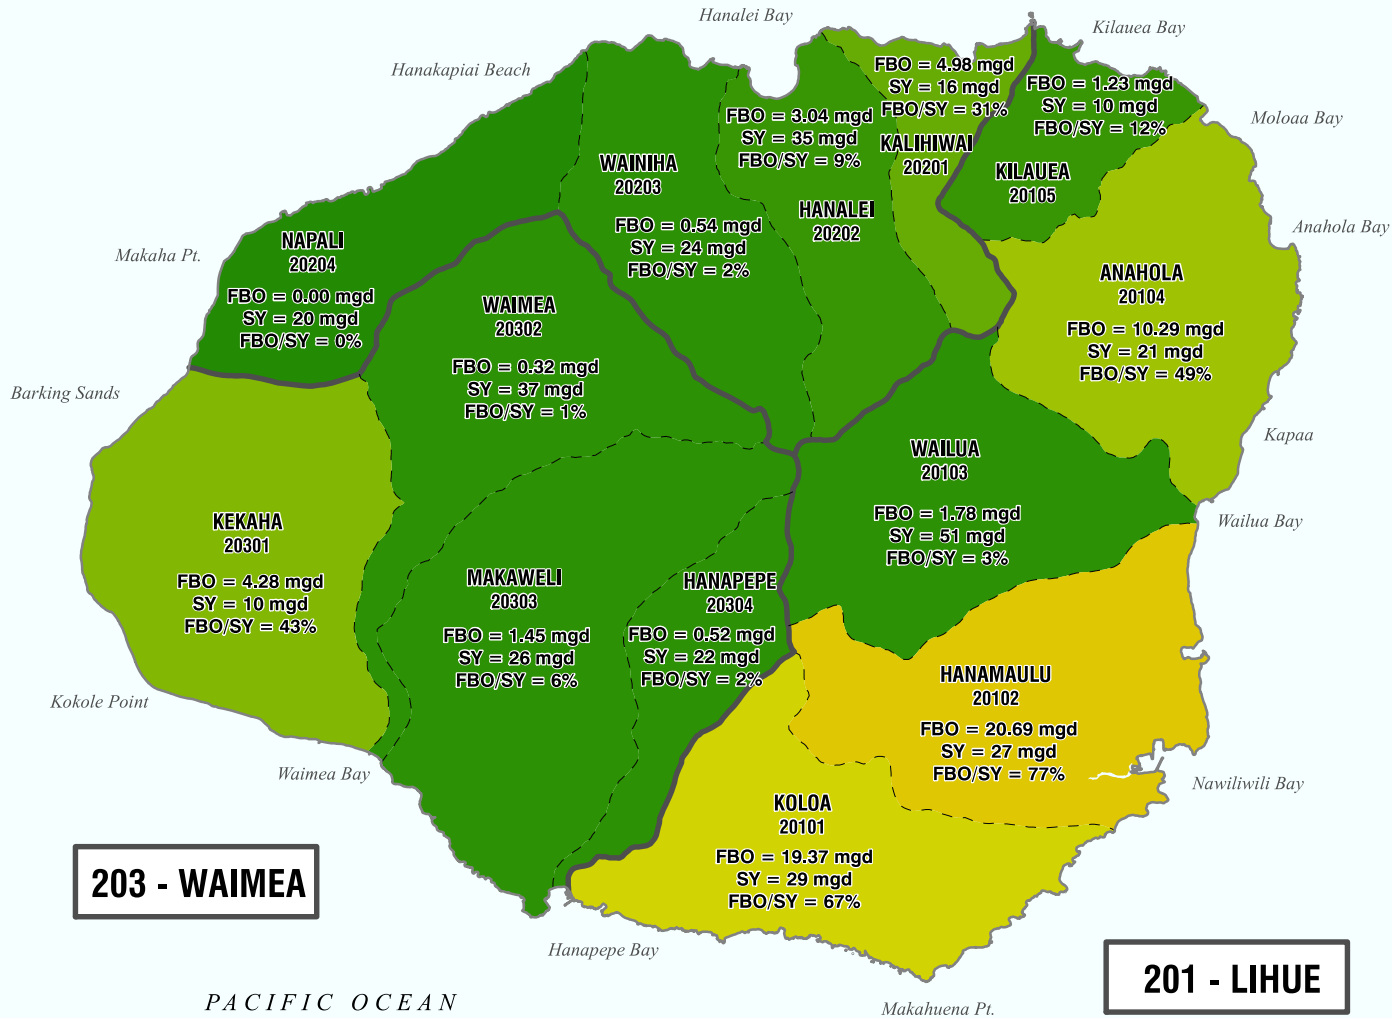 Hanalei Bay
Kilauea Bay
Hanakapiai Beach
Moloaa Bay
Makaha Pt.
Anahola Bay
Barking Sands
Kapaa
Wailua Bay
Kokole Point
Waimea Bay
Nawiliwili Bay
Hanapepe Bay
Makahuena Pt.
PACIFIC OCEAN
FBO = 4.98 mgd
SY = 16 mgd
FBO/SY = 31%
KALIHIWAI
20201
FBO = 1.23 mgd
SY = 10 mgd
FBO/SY = 12%
KILAUEA
20105
FBO = 3.04 mgd
SY = 35 mgd
FBO/SY = 9%
HANALEI
20202
WAINIHA
20203
FBO = 0.54 mgd
SY = 24 mgd
FBO/SY = 2%
NAPALI
20204
FBO = 0.00 mgd
SY = 20 mgd
FBO/SY = 0%
WAIMEA
20302
FBO = 0.32 mgd
SY = 37 mgd
FBO/SY = 1%
ANAHOLA
20104
FBO = 10.29 mgd
SY = 21 mgd
FBO/SY = 49%
WAILUA
20103
FBO = 1.78 mgd
SY = 51 mgd
FBO/SY = 3%
KEKAHA
20301
FBO = 4.28 mgd
SY = 10 mgd
FBO/SY = 43%
MAKAWELI
20303
FBO = 1.45 mgd
SY = 26 mgd
FBO/SY = 6%
HANAPEPE
20304
FBO = 0.52 mgd
SY = 22 mgd
FBO/SY = 2%
HANAMAULU
20102
FBO = 20.69 mgd
SY = 27 mgd
FBO/SY = 77%
KOLOA
20101
FBO = 19.37 mgd
SY = 29 mgd
FBO/SY = 67%
203 - WAIMEA
201 - LIHUE